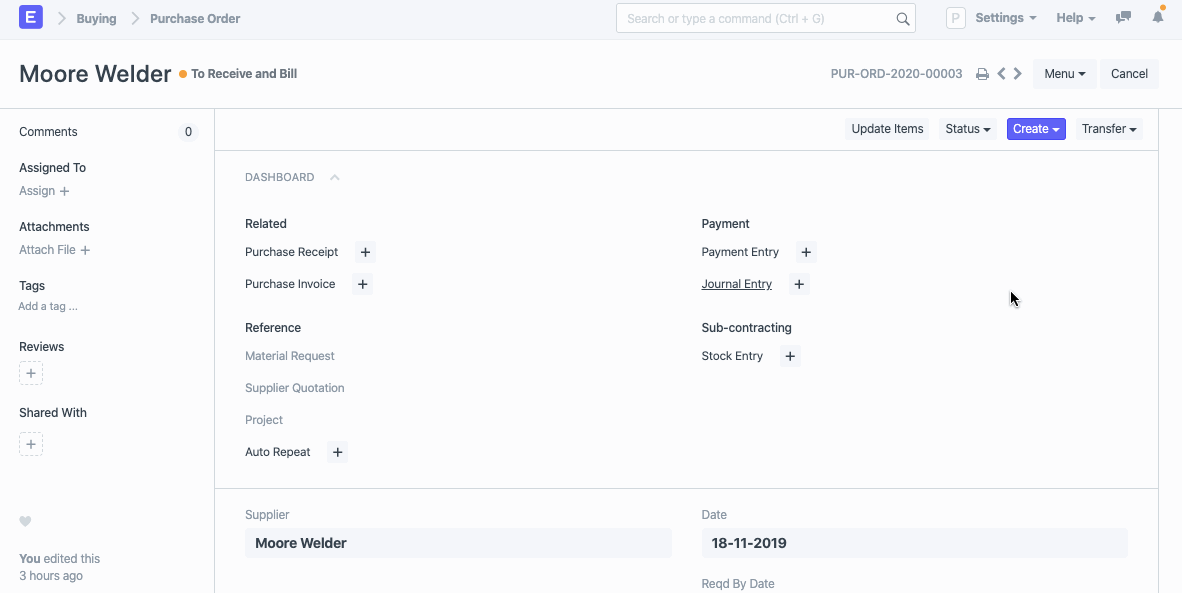 E Buying Purchase Order Search or type a command (Ctrl + G) P Settings Help
Moore Welder To Receive and Bill PUR-ORD-2020-00003 Menu Cancel
Comments 0
Assigned To
Assign +
Attachments
Attach File +
Tags
Add a tag ...
Reviews
+
Shared With
+
You edited this
3 hours ago
Update Items Status Create Transfer
DASHBOARD
Related
Purchase Receipt +
Purchase Invoice +
Reference
Material Request
Supplier Quotation
Project
Auto Repeat +
Payment
Payment Entry +
Journal Entry +
Sub-contracting
Stock Entry +
Supplier
Moore Welder
Date
18-11-2019
Reqd By Date